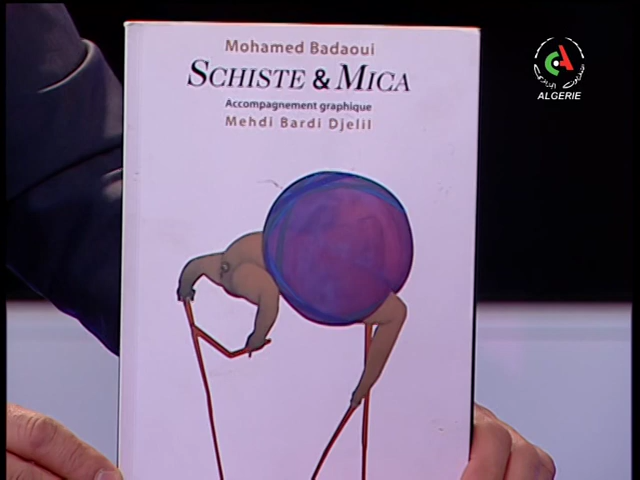 Mohamed Badaoui
SCHISTE & MICA
Accompagnement graphique
Mehdi Bardi Djelil
ALGERIE